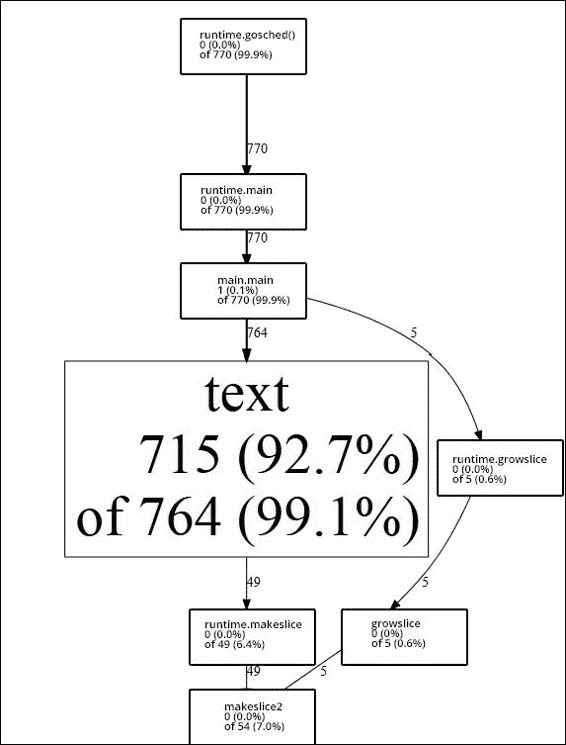 runtime.gosched()
0 (0.0%)
of 770 (99.9%)
770
runtime.main
0 (0.0%)
of 770 (99.9%)
770
main.main
1 (0.1%)
of 770 (99.9%)
764
5
text
715 (92.7%)
of 764 (99.1%)
runtime.growslice
0 (0.0%)
of 5 (0.6%)
49
5
runtime.makeslice
0 (0.0%)
of 49 (6.4%)
growslice
0 (0%)
of 5 (0.6%)
49
5
makeslice2
0 (0.0%)
of 54 (7.0%)